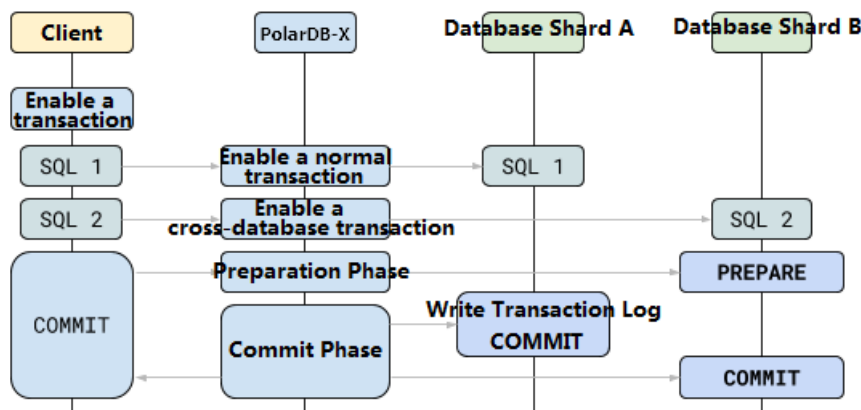 Client
PolarDB-X
Database Shard A
Database Shard B
Enable a
transaction
SQL 1
Enable a normal
transaction
SQL 1
SQL 2
Enable a
cross-database transaction
SQL 2
Preparation Phase
PREPARE
COMMIT
Write Transaction Log
COMMIT
Commit Phase
COMMIT